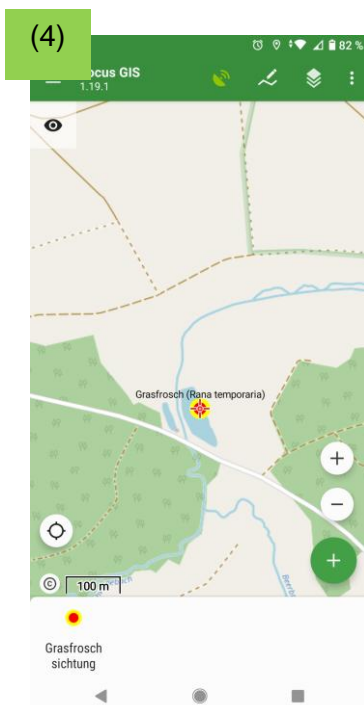 (4)
82 %
ocus GIS
1.19.1
Grasfrosch (Rana temporaria)
100 m
Grasfrosch
sichtung